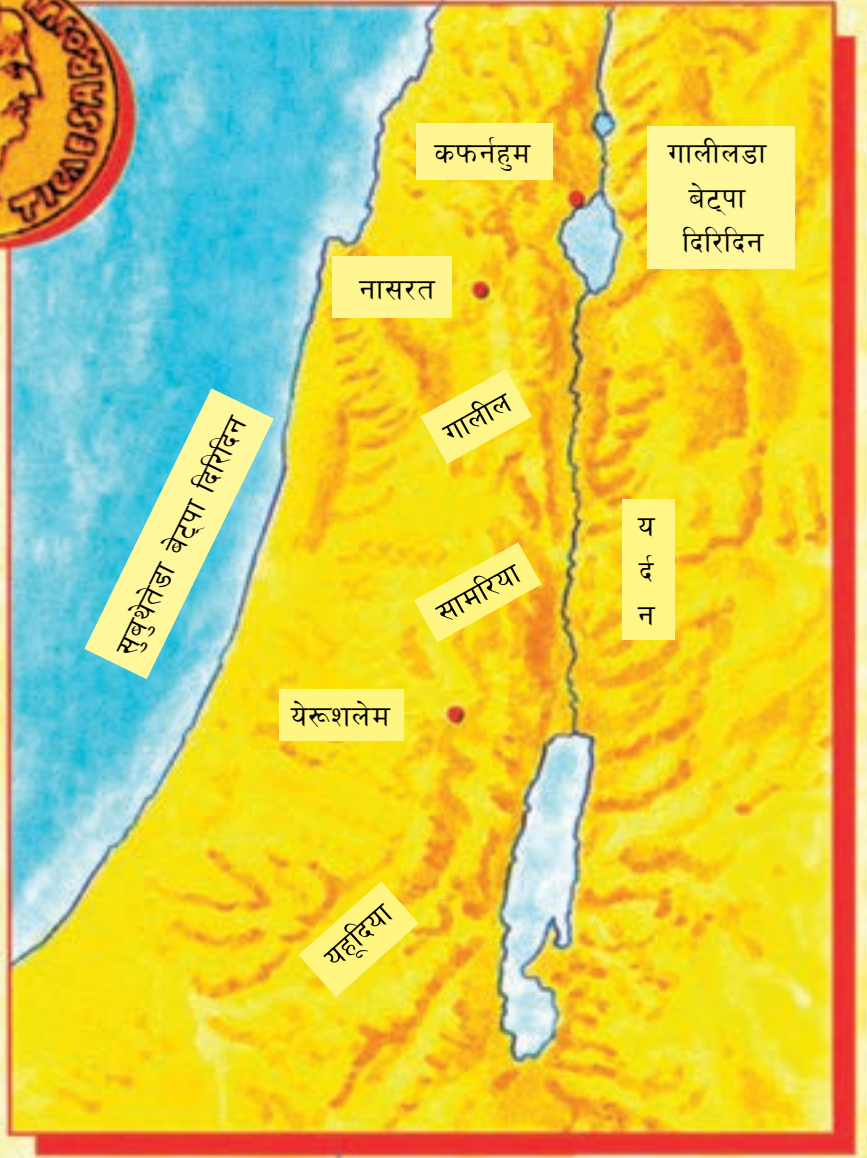 कफर्नहुम
गालीलडा
बेट्पा
दिरिदिन
नासरत
गालील
सुबुथेतेडा बेट्पा दिरिदिन
यर्दन
सामरिया
येरूशलेम
यहूदिया